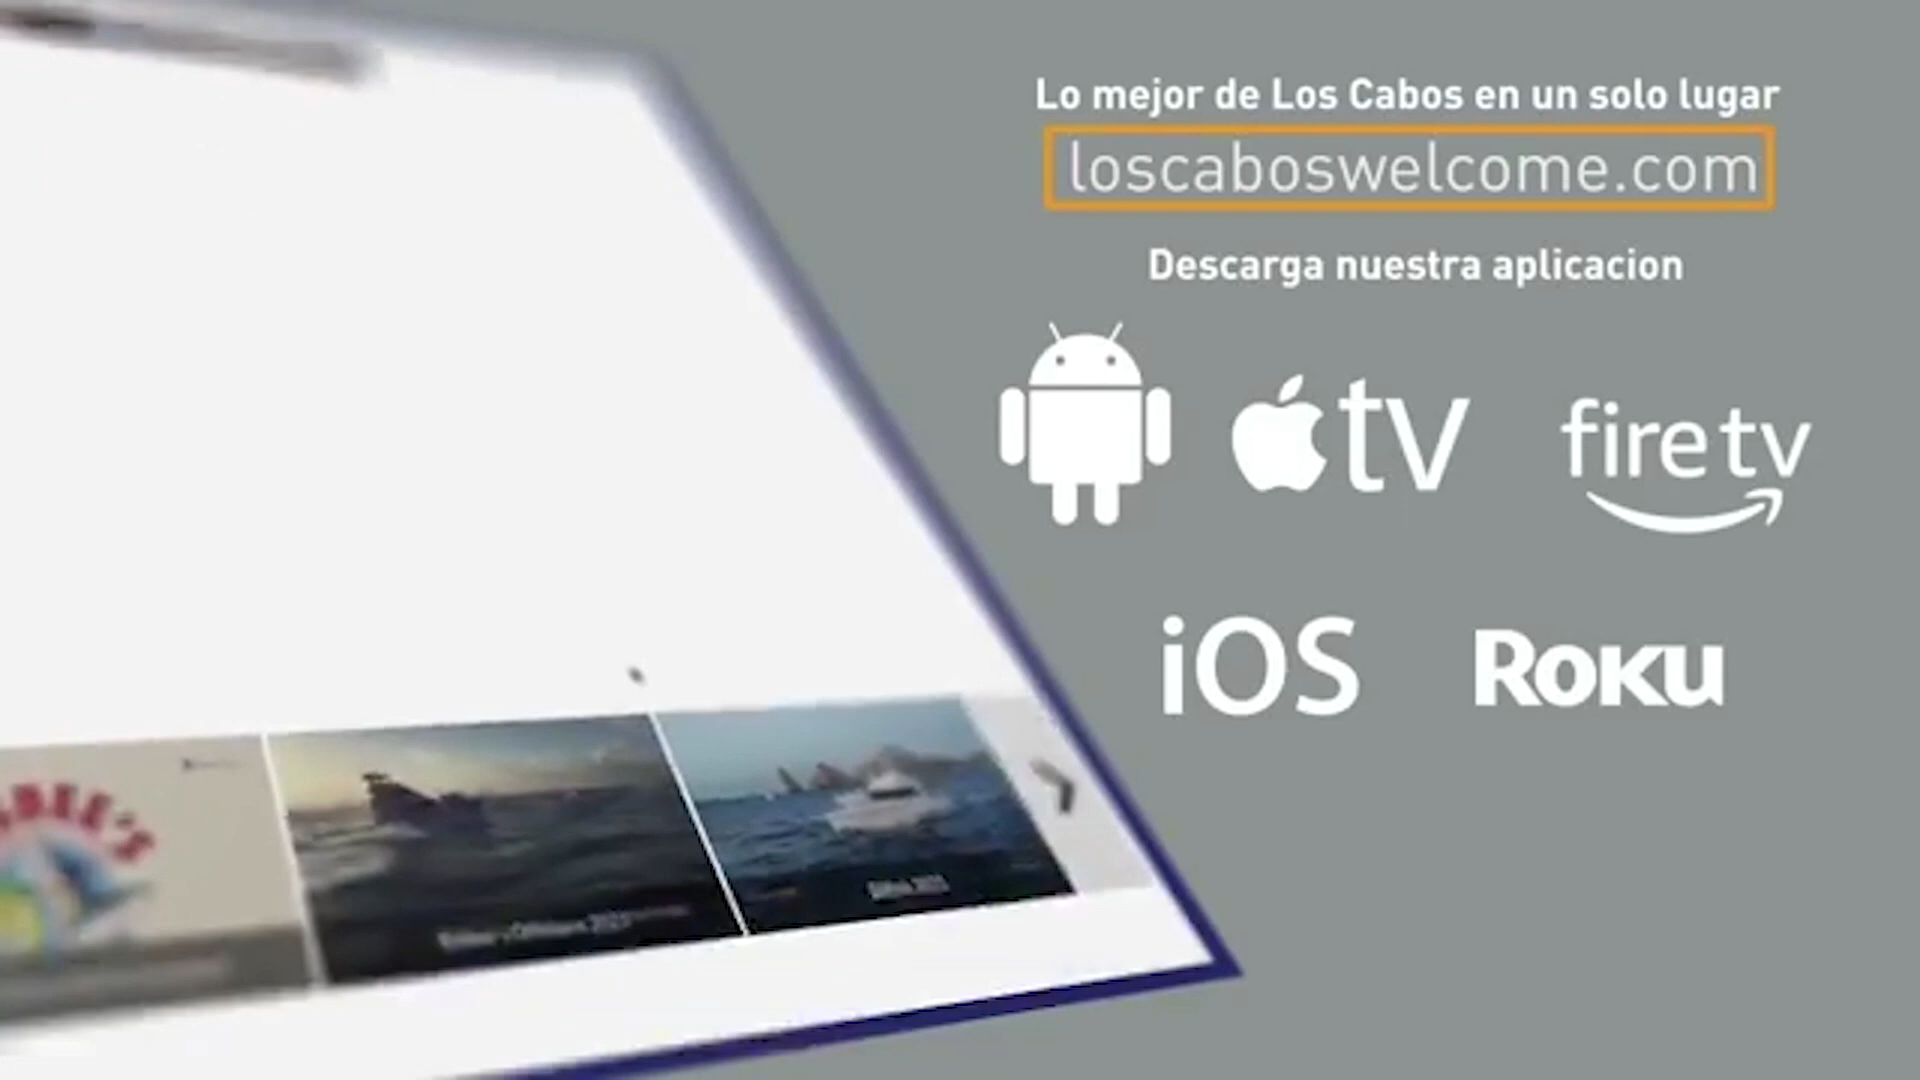 Lo mejor de Los Cabos en un solo lugar
loscaboswelcome.com
Descarga nuestra aplicacion
tv
fire tv
iOS
ROKU